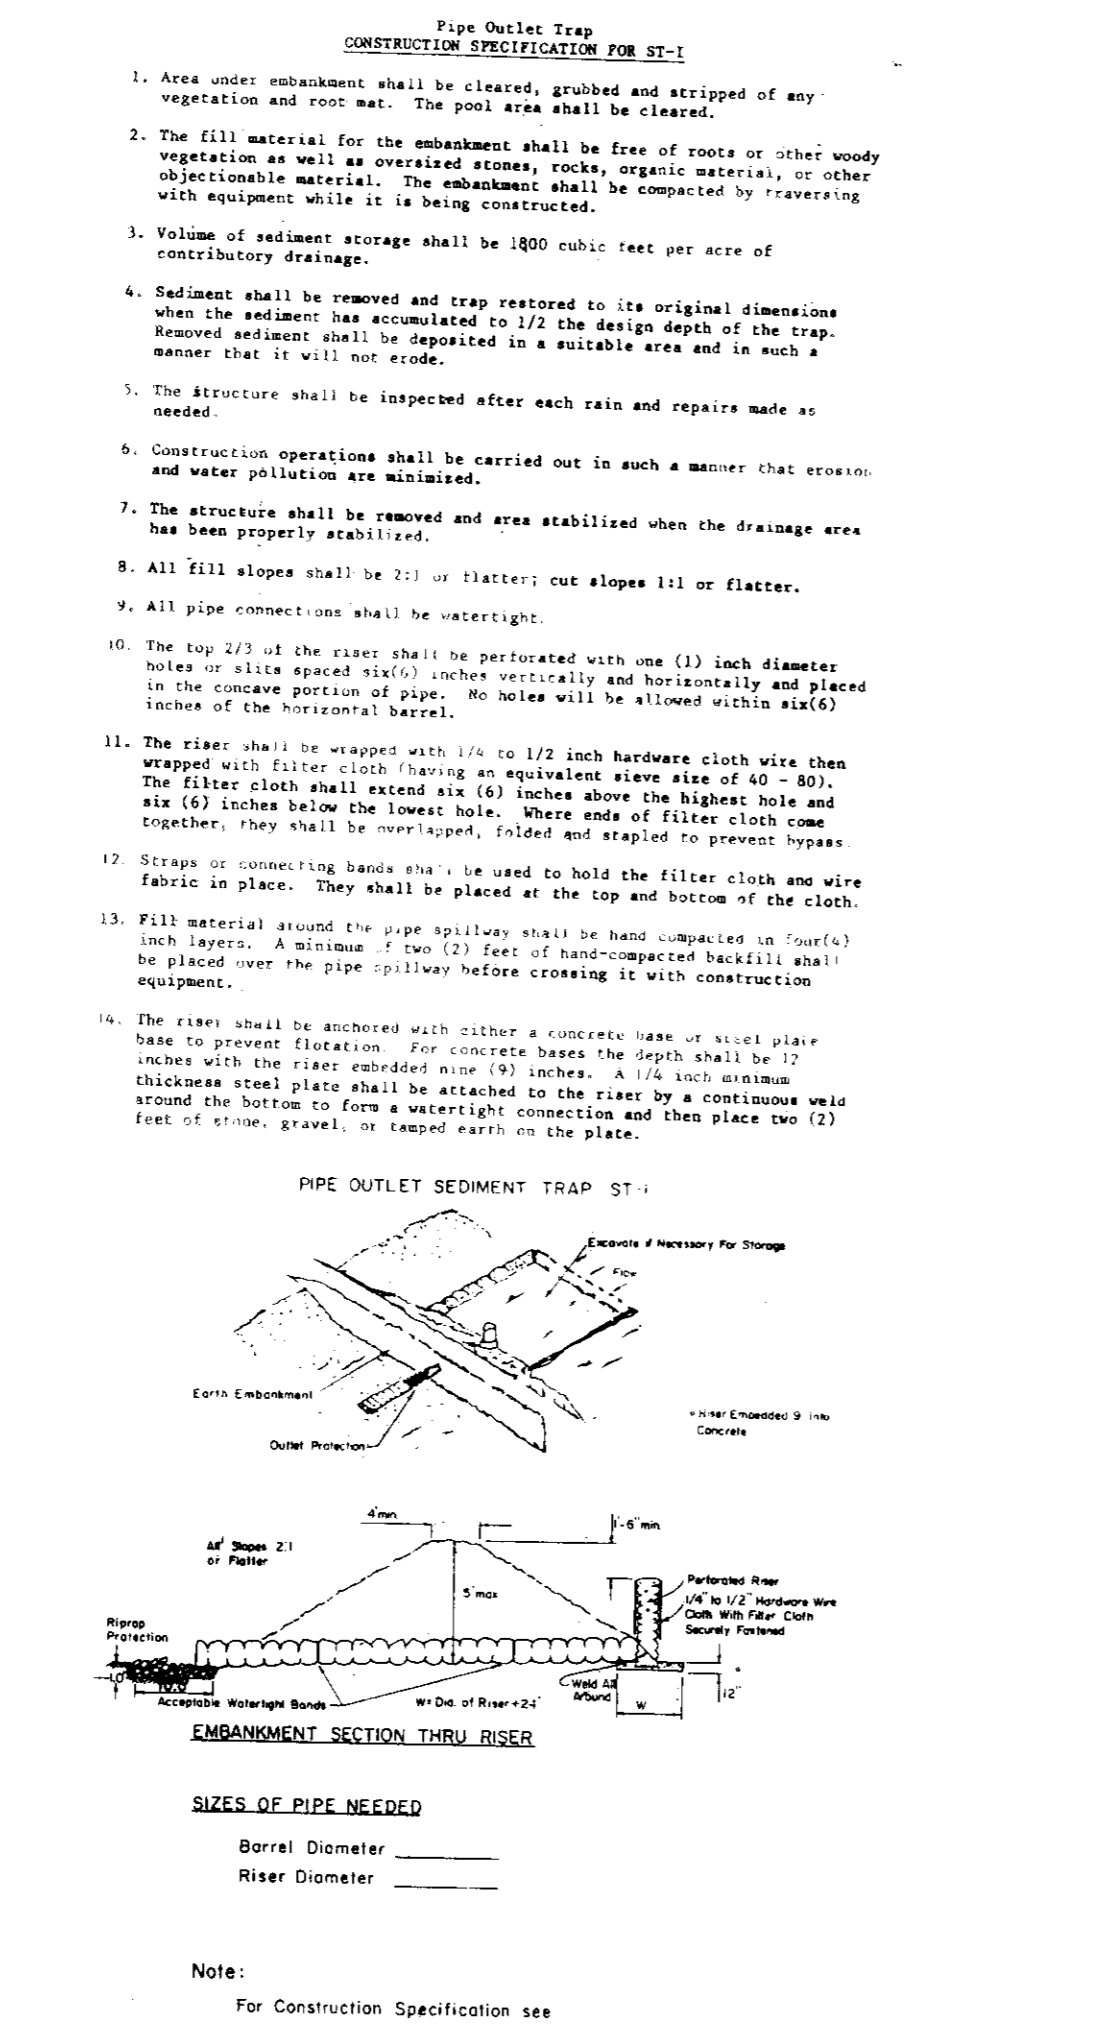 Pipe Outlet Trap
CONSTRUCTION SPECIFICATION FOR ST-I
1. Area under embankment shall be cleared, grubbed and stripped of any
vegetation and root mat. The pool area shall be cleared.
2. The fill material for the embankment shall be free of roots or other woody
vegetation as well as oversized stones, rocks, organic material, or other
objectionable material. The embankment shall be compacted by traversing
with equipment while it is being constructed.
3. Volume of sediment storage shall be 1800 cubic feet per acre of
contributory drainage.
4. Sediment shall be removed and trap restored to its original dimensions
when the sediment has accumulated to 1/2 the design depth of the trap.
Removed sediment shall be deposited in a suitable area and in such a
manner that it will not erode.
5. The structure shall be inspected after each rain and repairs made as
needed.
6. Construction operations shall be carried out in such a manner that erosion
and water pollution are minimized.
7. The structure shall be removed and area stabilized when the drainage area
has been properly stabilized.
8. All fill slopes shall be 2:1 or flatter; cut slopes 1:1 or flatter.
9. All pipe connections shall be watertight.
10. The top 2/3 of the riser shall be perforated with one (1) inch diameter
holes or slits spaced six(6) inches vertically and horizontally and placed
in the concave portion of pipe. No holes will be allowed within six(6)
inches of the horizontal barrel.
11. The riser shall be wrapped with 1/4 to 1/2 inch hardware cloth wire then
wrapped with filter cloth (having an equivalent sieve size of 40 - 80).
The filter cloth shall extend six (6) inches above the highest hole and
six (6) inches below the lowest hole. Where ends of filter cloth come
together, they shall be overlapped, folded and stapled to prevent bypass.
12. Straps or connecting bands shall be used to hold the filter cloth and wire
fabric in place. They shall be placed at the top and bottom of the cloth.
13. Fill material around the pipe spillway shall be hand compacted in four(4)
inch layers. A minimum of two (2) feet of hand-compacted backfill shall
be placed over the pipe spillway before crossing it with construction
equipment.
14. The riser shall be anchored with either a concrete base or steel plate
base to prevent flotation. For concrete bases the depth shall be 12
inches with the riser embedded nine (9) inches. A 1/4 inch minimum
thickness steel plate shall be attached to the riser by a continuous weld
around the bottom to form a watertight connection and then place two (2)
feet of stone, gravel, or tamped earth on the plate.
PIPE OUTLET SEDIMENT TRAP ST-I
Excavate if Necessary For Storage
Flow
Earth Embankment
Outlet Protection
* Riser Embedded 9 into
Concrete
4' min.
1'-6" min.
All Slopes 2:1
or Flatter
5' max
Perforated Riser
1/4" to 1/2" Hardware Wire
Cloth With Filter Cloth
Securely Fastened
Riprap
Protection
1.0
10.0
Acceptable Watertight Bands
W= Dia. of Riser +24"
Weld All
Around
W
*
12"
EMBANKMENT SECTION THRU RISER
SIZES OF PIPE NEEDED
Barrel Diameter
Riser Diameter
Note:
For Construction Specification see